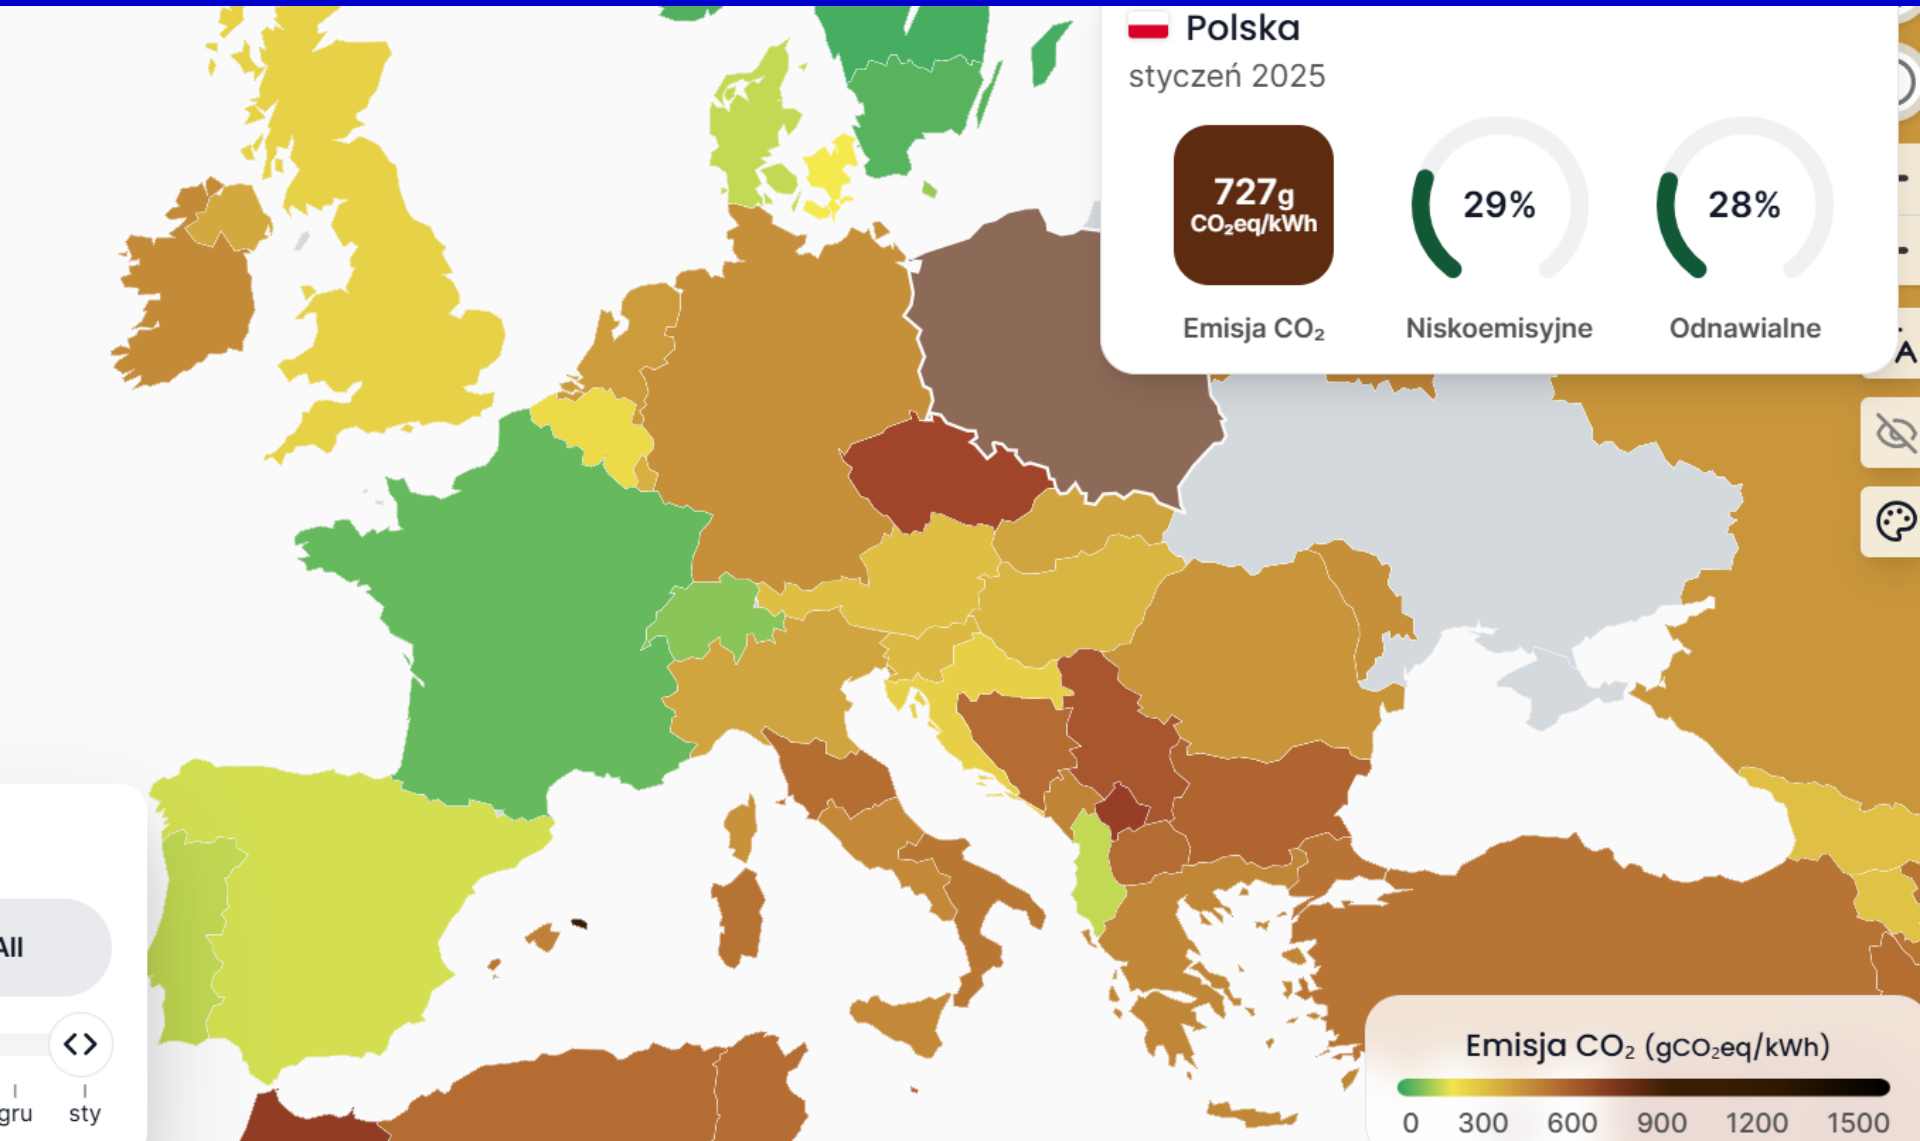 Polska
styczeń 2025
727g
CO₂eq/kWh
29%
28%
Emisja CO₂
Niskoemisyjne
Odnawialne
A
All
gru
sty
Emisja CO₂ (gCO₂eq/kWh)
0 300 600 900 1200 1500